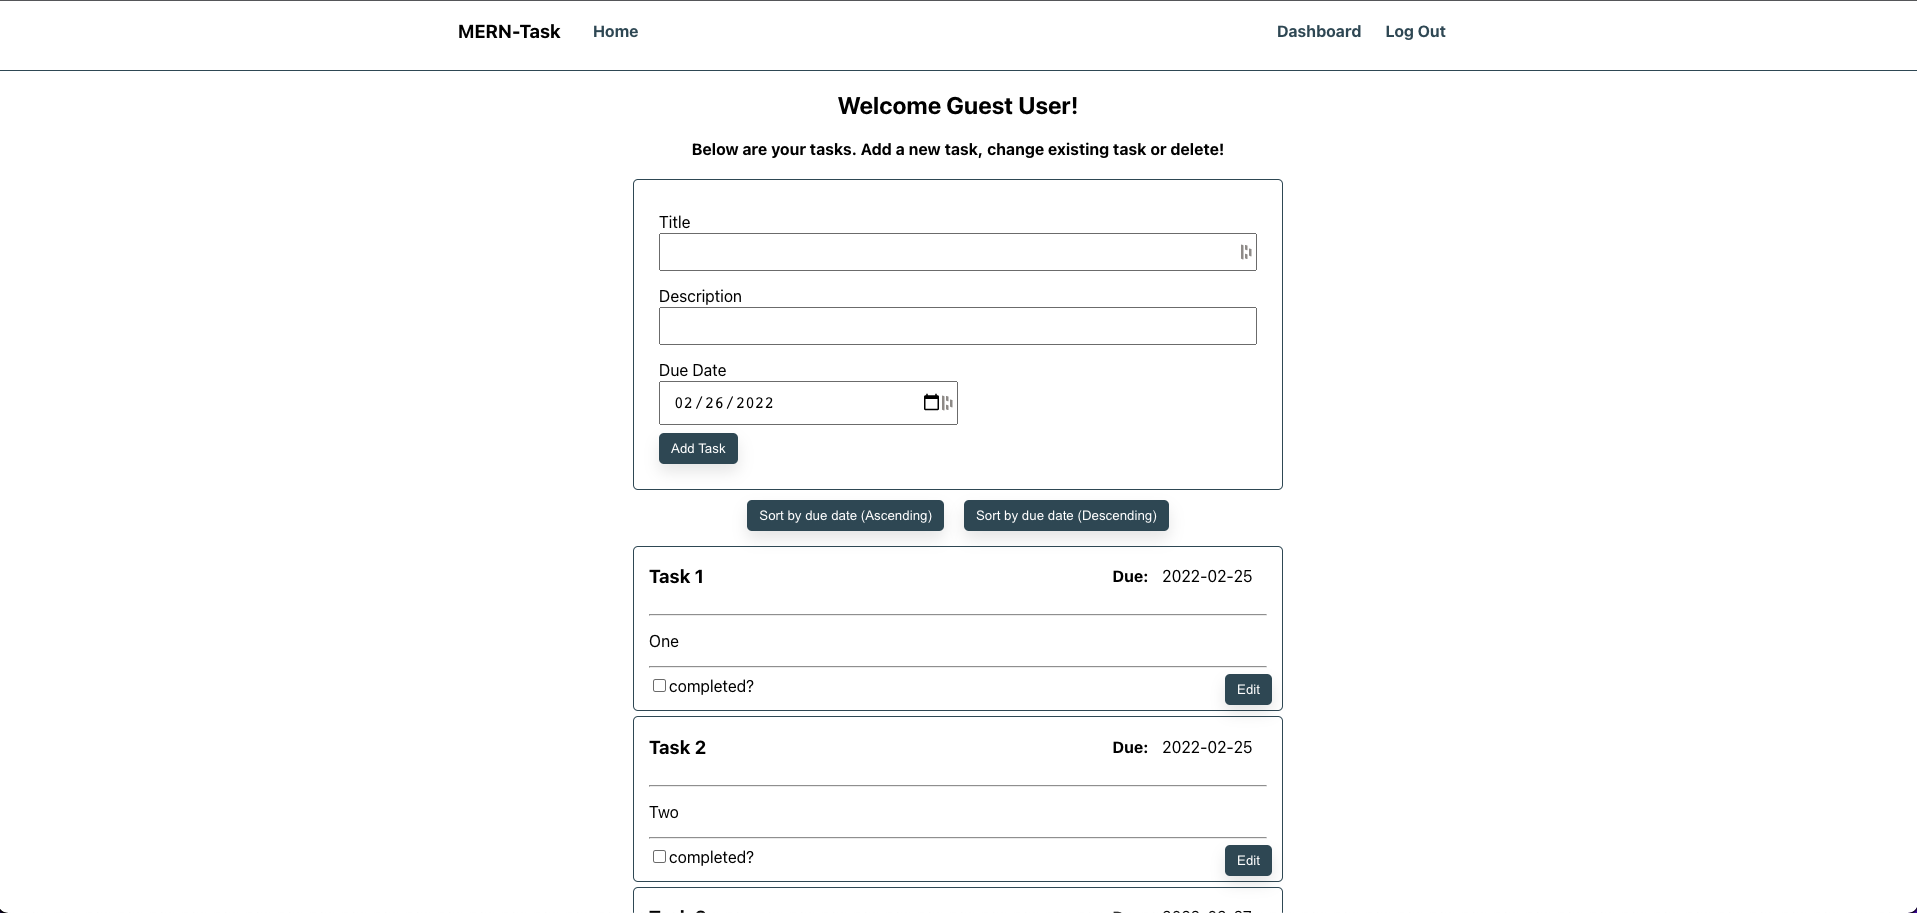 MERN-Task Home Dashboard Log Out
Welcome Guest User!
Below are your tasks. Add a new task, change existing task or delete!
Title
Description
Due Date
02/26/2022
Add Task
Sort by due date (Ascending) Sort by due date (Descending)
Task 1 Due: 2022-02-25
One
completed? Edit
Task 2 Due: 2022-02-25
Two
completed? Edit